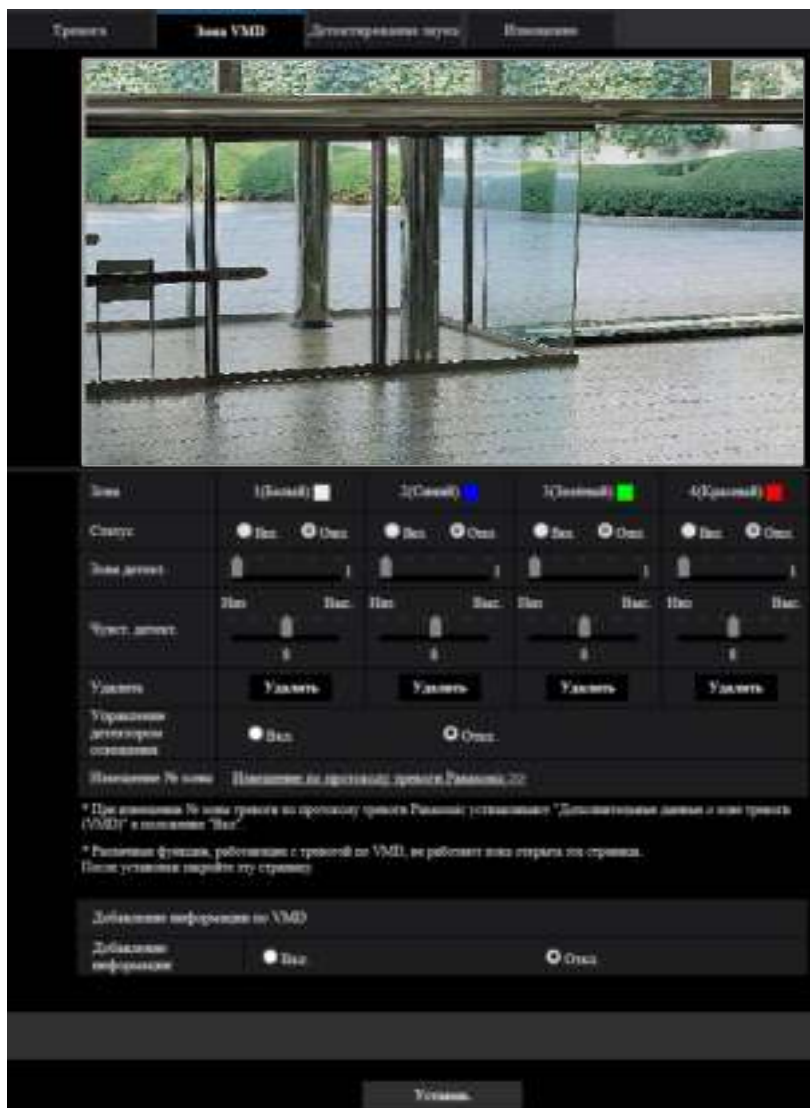 Тревога Зона VMD Детектирование звука Извещение
Зона 1(Белый) 2(Синий) 3(Зелёный) 4(Красный)
Статус Вкл. Откл. Вкл. Откл. Вкл. Откл. Вкл. Откл.
Зона детект. 1 1 1 1
Низ Выс. Низ Выс. Низ Выс. Низ Выс.
Чувст. детект.
Удалить Удалить Удалить Удалить Удалить
Управление
детектором
освещения
Вкл. Откл.
Извещение № зоны Извещение по протоколу тревоги Panasonic >>
* При извещении № зоны тревоги по протоколу тревоги Panasonic устанавливают "Дополнительные данные о зоне тревоги
(VMD)" в положение "Вкл".
* Различные функции, работающие с тревогой по VMD, не работают пока открыта эта страница.
После установки закройте эту страницу.
Добавление информации по VMD
Добавление
информации
Вкл. Откл.
Установ.